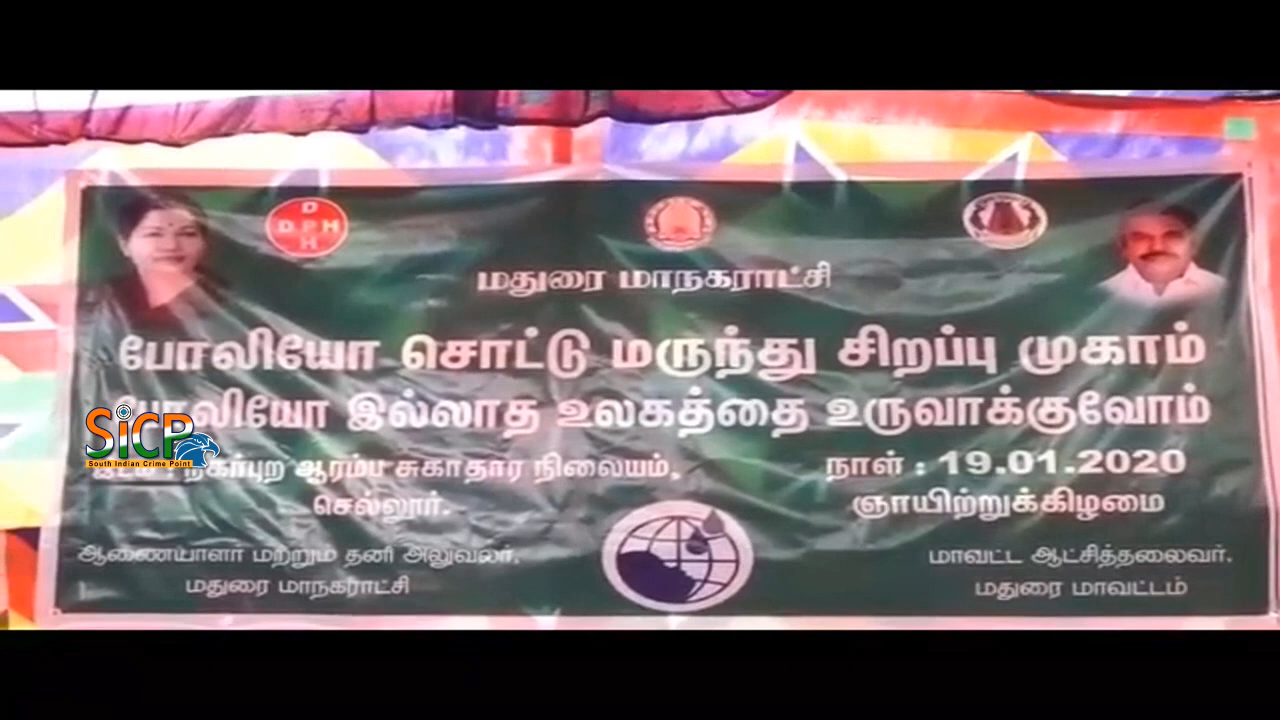 D
DPH
H
மதுரை மாநகராட்சி
போலியோ சொட்டு மருந்து சிறப்பு முகாம்
போலியோ இல்லாத உலகத்தை உருவாக்குவோம்
SICP
South Indian Crime Point
நகர்புற ஆரம்ப சுகாதார நிலையம்,
செல்லூர்.
நாள் : 19.01.2020
ஞாயிற்றுக்கிழமை
ஆணையாளர் மற்றும் தனி அலுவலர்,
மதுரை மாநகராட்சி
மாவட்ட ஆட்சித்தலைவர்.
மதுரை மாவட்டம்